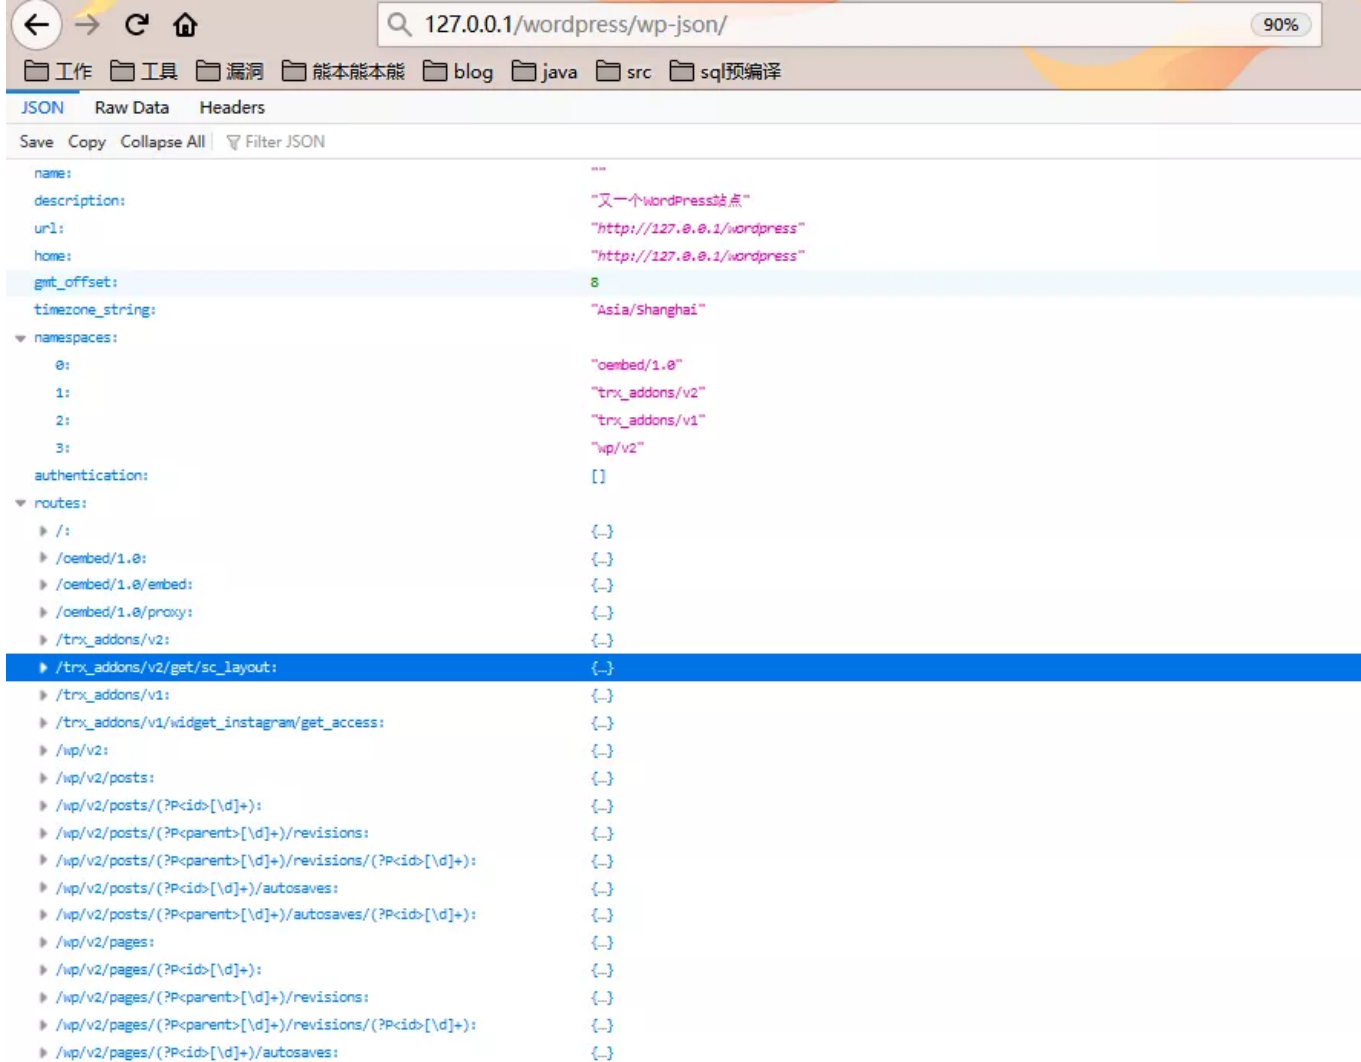 127.0.0.1/wordpress/wp-json/ 90%
工作 工具 漏洞 熊本熊本熊 blog java src sql预编译
JSON Raw Data Headers
Save Copy Collapse All Filter JSON
name: ""
description: "又一个WordPress站点"
url: "http://127.0.0.1/wordpress"
home: "http://127.0.0.1/wordpress"
gmt_offset: 8
timezone_string: "Asia/Shanghai"
namespaces:
0: "oembed/1.0"
1: "trx_addons/v2"
2: "trx_addons/v1"
3: "wp/v2"
authentication: []
routes:
/: {…}
/oembed/1.0: {…}
/oembed/1.0/embed: {…}
/oembed/1.0/proxy: {…}
/trx_addons/v2: {…}
/trx_addons/v2/get/sc_layout: {…}
/trx_addons/v1: {…}
/trx_addons/v1/widget_instagram/get_access: {…}
/wp/v2: {…}
/wp/v2/posts: {…}
/wp/v2/posts/(?P<id>[\d]+): {…}
/wp/v2/posts/(?P<parent>[\d]+)/revisions: {…}
/wp/v2/posts/(?P<parent>[\d]+)/revisions/(?P<id>[\d]+): {…}
/wp/v2/posts/(?P<id>[\d]+)/autosaves: {…}
/wp/v2/posts/(?P<parent>[\d]+)/autosaves/(?P<id>[\d]+): {…}
/wp/v2/pages: {…}
/wp/v2/pages/(?P<id>[\d]+): {…}
/wp/v2/pages/(?P<parent>[\d]+)/revisions: {…}
/wp/v2/pages/(?P<parent>[\d]+)/revisions/(?P<id>[\d]+): {…}
/wp/v2/pages/(?P<id>[\d]+)/autosaves: {…}